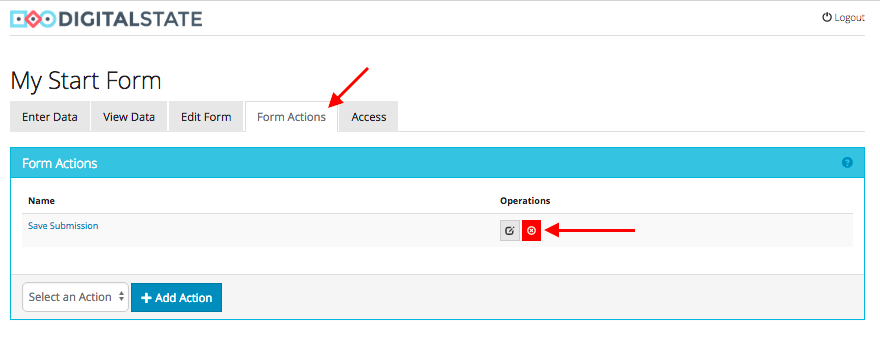 DIGITALSTATE
Logout
My Start Form
Enter Data
View Data
Edit Form
Form Actions
Access
Form Actions
?
Name
Operations
Save Submission
Select an Action
+ Add Action